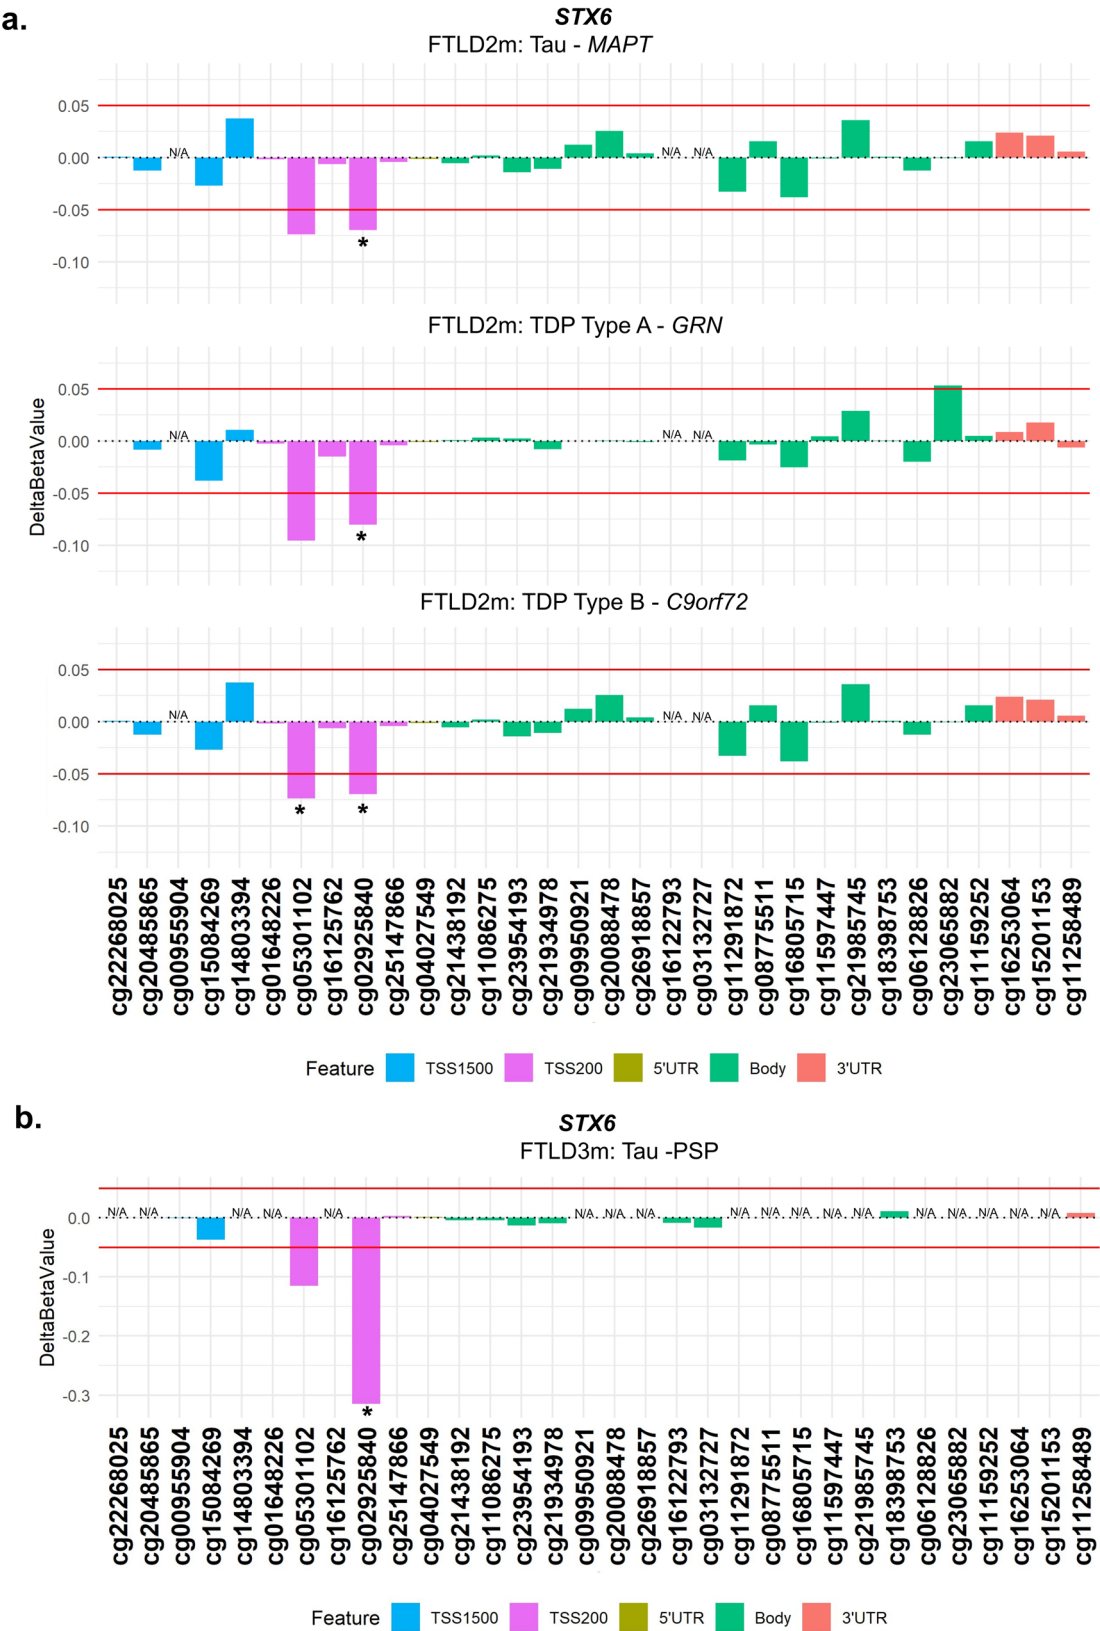 a.
STX6
FTLD2m: Tau - MAPT
0.05
N/A N/A N/A
0.00
-0.05
*
-0.10
FTLD2m: TDP Type A - GRN
DeltaBetaValue
0.05
N/A N/A N/A
0.00
-0.05
*
-0.10
FTLD2m: TDP Type B - C9orf72
0.05
N/A N/A N/A
0.00
-0.05
* *
-0.10
cg22268025
cg20485865
cg00955904
cg15084269
cg14803394
cg01648226
cg05301102
cg16125762
cg02925840
cg25147866
cg04027549
cg21438192
cg11086275
cg23954193
cg21934978
cg09950921
cg20088478
cg26918857
cg16122793
cg03132727
cg11291872
cg08775511
cg16805715
cg11597447
cg21985745
cg18398753
cg06128826
cg23065882
cg11159252
cg16253064
cg15201153
cg11258489
Feature TSS1500 TSS200 5'UTR Body 3'UTR
b.
STX6
FTLD3m: Tau -PSP
DeltaBetaValue
N/A N/A N/A N/A N/A N/A N/A N/A N/A N/A N/A N/A N/A N/A N/A N/A N/A N/A
0.0
-0.1
-0.2
-0.3
*
cg22268025
cg20485865
cg00955904
cg15084269
cg14803394
cg01648226
cg05301102
cg16125762
cg02925840
cg25147866
cg04027549
cg21438192
cg11086275
cg23954193
cg21934978
cg09950921
cg20088478
cg26918857
cg16122793
cg03132727
cg11291872
cg08775511
cg16805715
cg11597447
cg21985745
cg18398753
cg06128826
cg23065882
cg11159252
cg16253064
cg15201153
cg11258489
Feature TSS1500 TSS200 5'UTR Body 3'UTR